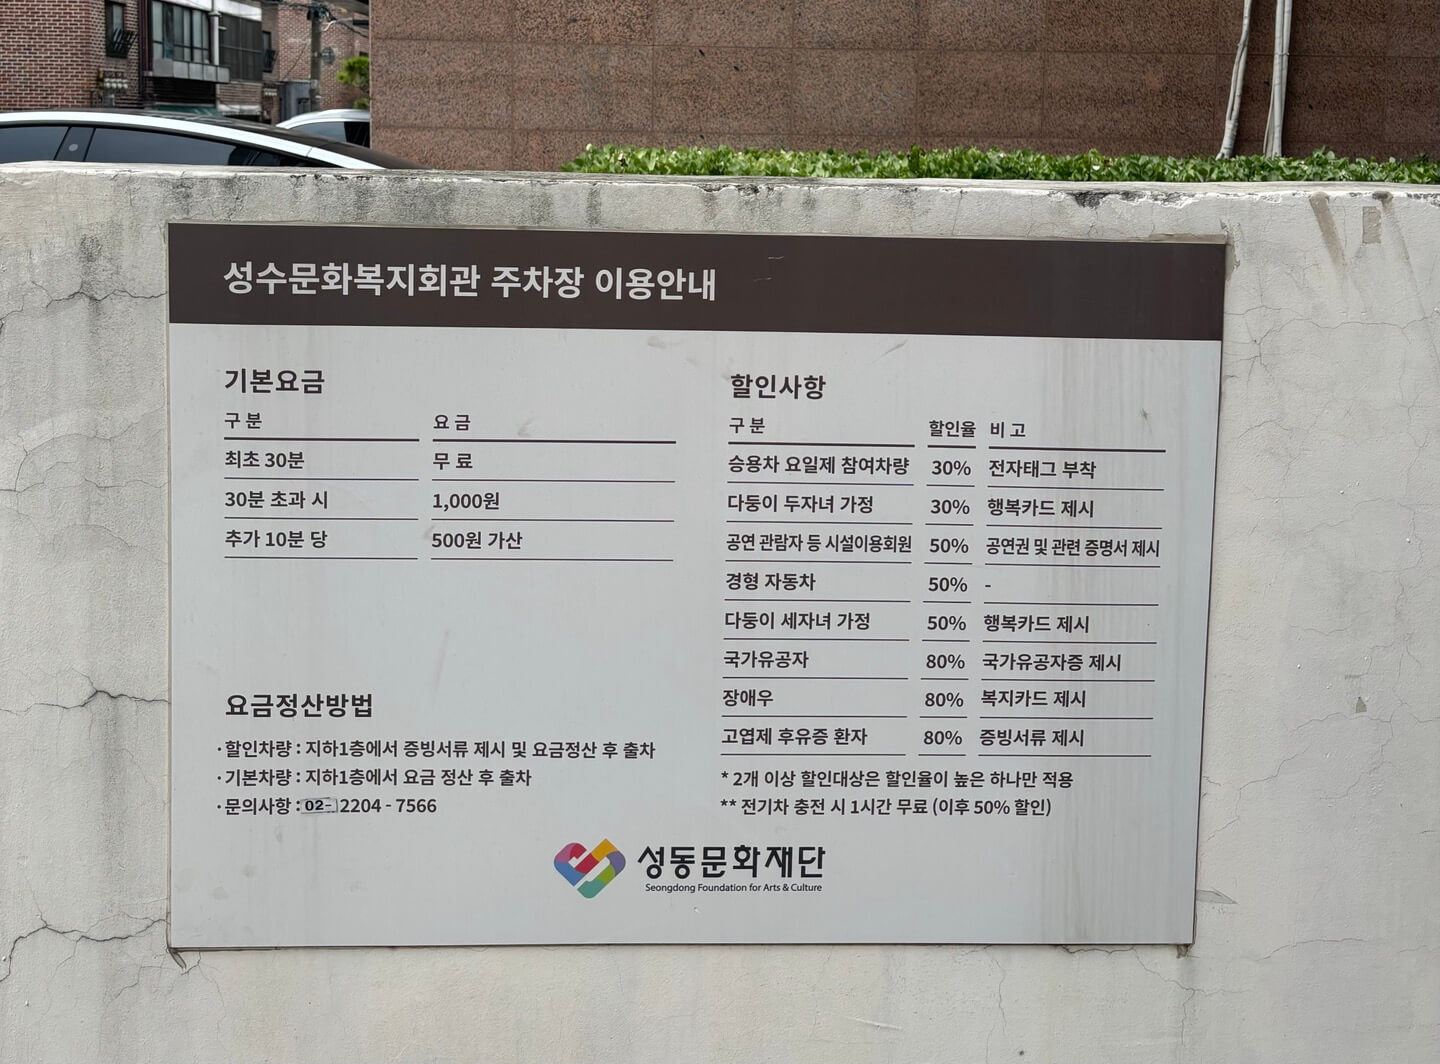 성수문화복지회관 주차장 이용안내
기본요금
구 분 요 금
최초 30분 무 료
30분 초과 시 1,000원
추가 10분 당 500원 가산
요금정산방법
· 할인차량 : 지하1층에서 증빙서류 제시 및 요금정산 후 출차
· 기본차량 : 지하1층에서 요금 정산 후 출차
· 문의사항 : 02- 2204 - 7566
할인사항
구 분 할인율 비 고
승용차 요일제 참여차량 30% 전자태그 부착
다둥이 두자녀 가정 30% 행복카드 제시
공연 관람자 등 시설이용회원 50% 공연권 및 관련 증명서 제시
경형 자동차 50% -
다둥이 세자녀 가정 50% 행복카드 제시
국가유공자 80% 국가유공자증 제시
장애우 80% 복지카드 제시
고엽제 후유증 환자 80% 증빙서류 제시
* 2개 이상 할인대상은 할인율이 높은 하나만 적용
** 전기차 충전 시 1시간 무료 (이후 50% 할인)
성동문화재단
Seongdong Foundation for Arts & Culture